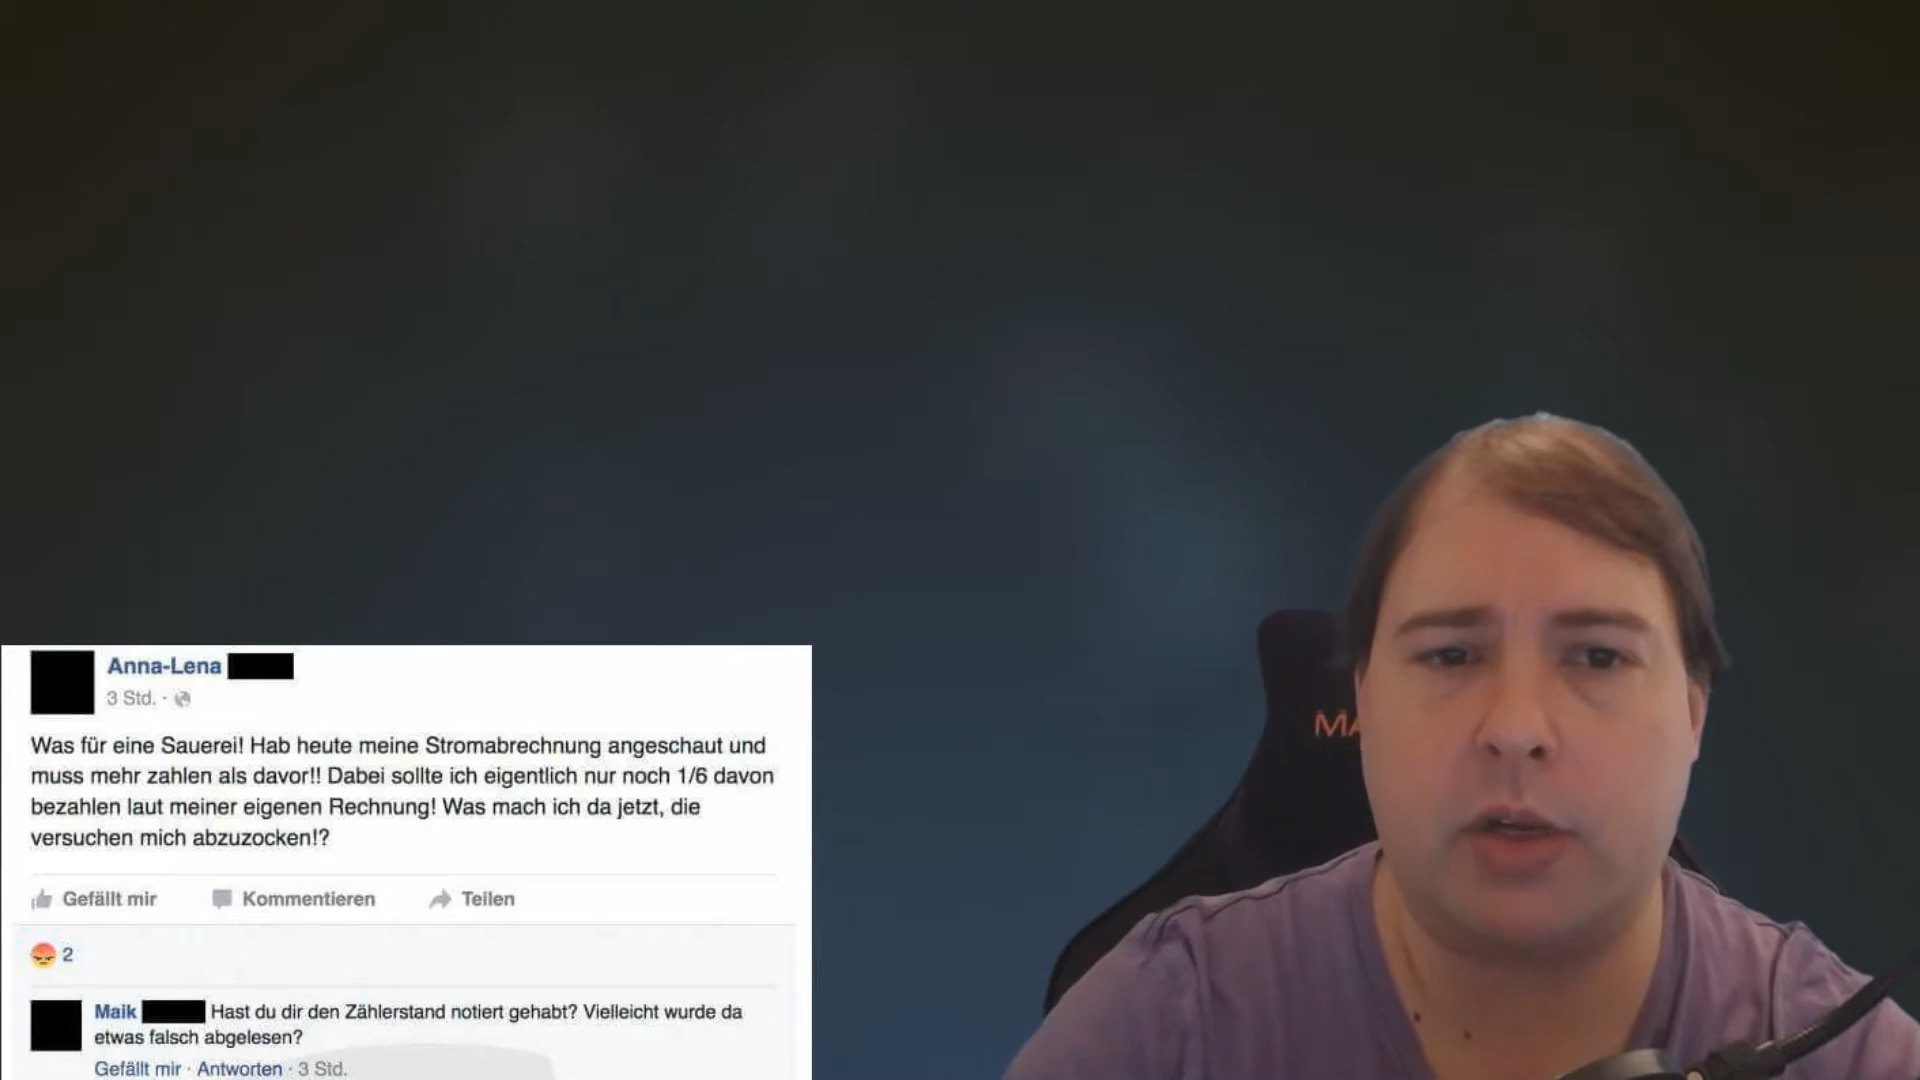 Anna-Lena
3 Std. ·
Was für eine Sauerei! Hab heute meine Stromabrechnung angeschaut und
muss mehr zahlen als davor!! Dabei sollte ich eigentlich nur noch 1/6 davon
bezahlen laut meiner eigenen Rechnung! Was mach ich da jetzt, die
versuchen mich abzuzocken!?
Gefällt mir Kommentieren Teilen
2
Maik Hast du dir den Zählerstand notiert gehabt? Vielleicht wurde da
etwas falsch abgelesen?
Gefällt mir · Antworten · 3 Std.
MA